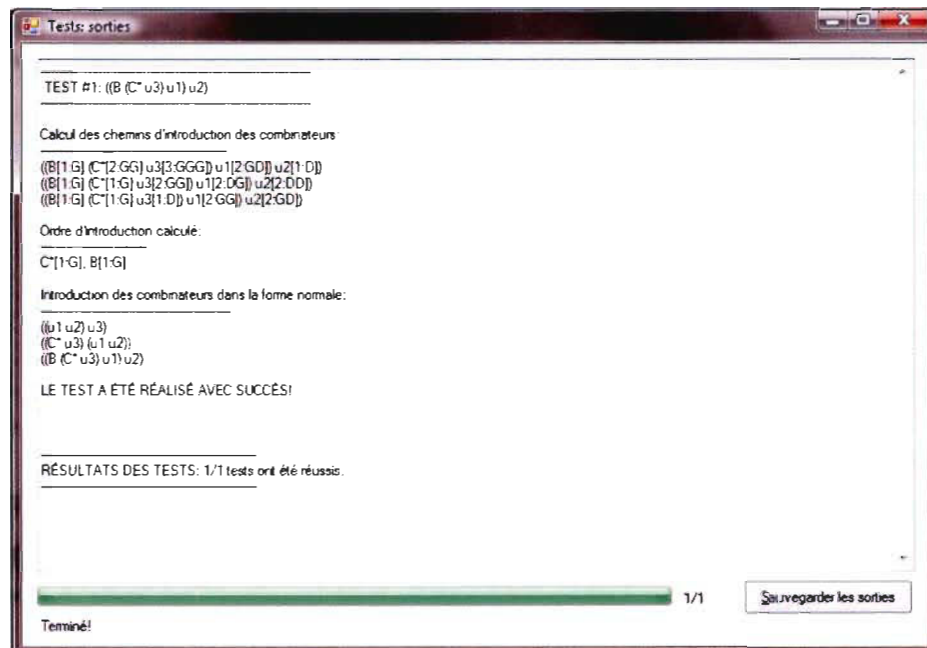 Tests: sorties
TEST #1: ((B (C* u3) u1) u2)
Calcul des chemins d'introduction des combinateurs:
((B[1:G] (C*[2:GG] u3[3:GGG]) u1[2:GD]) u2[1:D])
((B[1:G] (C*[1:G] u3[2:GG]) u1[2:DG]) u2[2:DD])
((B[1:G] (C*[1:G] u3[1:D]) u1[2:GG]) u2[2:GD])
Ordre d'introduction calculé:
C*[1:G], B[1:G]
Introduction des combinateurs dans la forme normale:
((u1 u2) u3)
((C* u3) (u1 u2))
((B (C* u3) u1) u2)
LE TEST A ÉTÉ RÉALISÉ AVEC SUCCÈS!
RÉSULTATS DES TESTS: 1/1 tests ont été réussis.
1/1
Sauvegarder les sorties
Terminé!